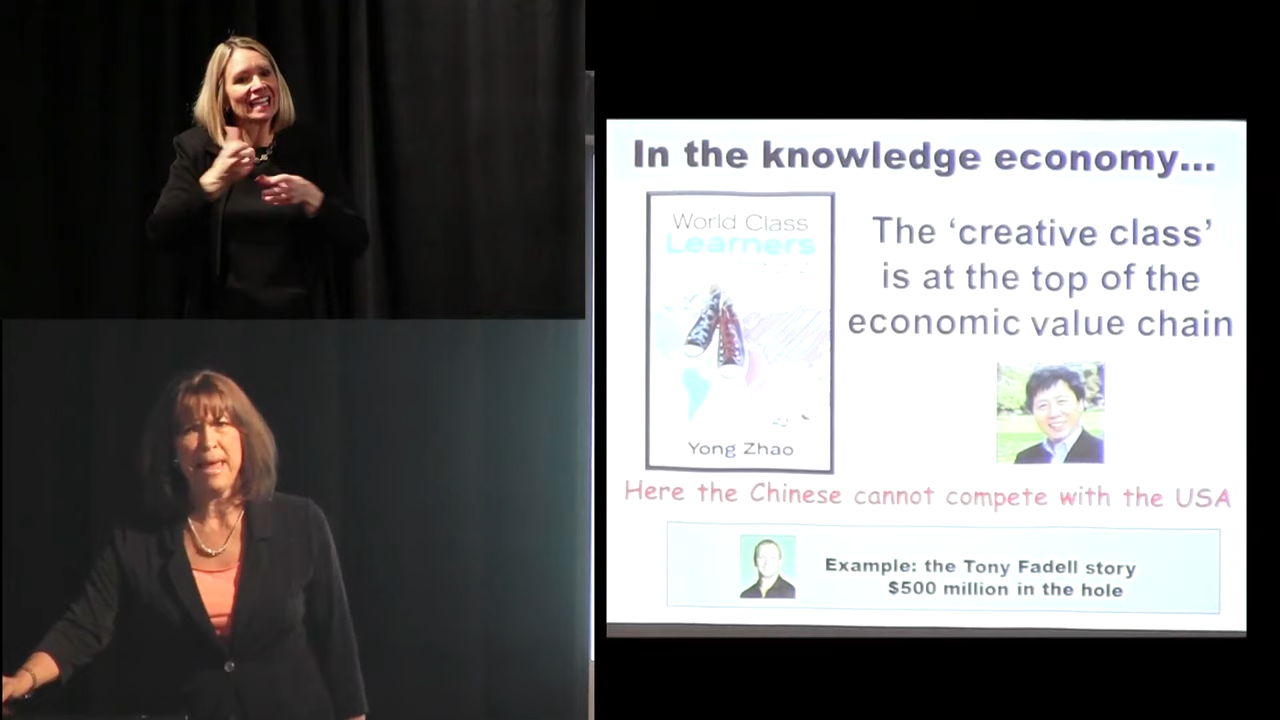 In the knowledge economy...
World Class
Learners
Yong Zhao
The ‘creative class’
is at the top of the
economic value chain
Here the Chinese cannot compete with the USA
Example: the Tony Fadell story
$500 million in the hole